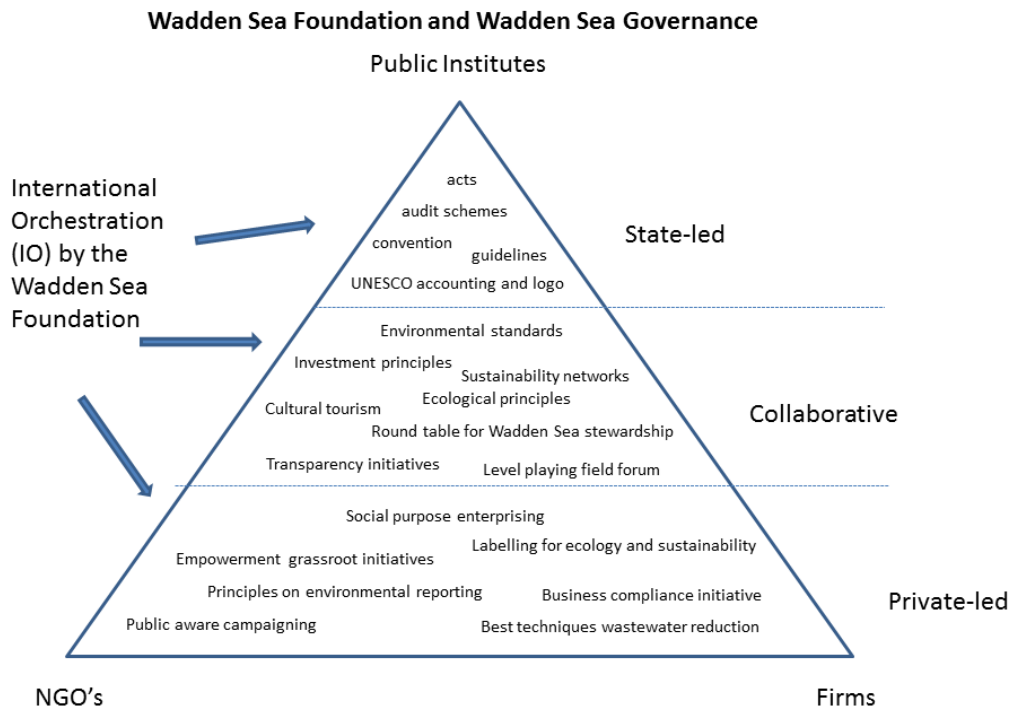 Wadden Sea Foundation and Wadden Sea Governance
Public Institutes
International
Orchestration
(IO) by the
Wadden Sea
Foundation
acts
audit schemes
convention
guidelines
UNESCO accounting and logo
State-led
Environmental standards
Investment principles
Sustainability networks
Ecological principles
Cultural tourism
Round table for Wadden Sea stewardship
Transparency initiatives
Level playing field forum
Collaborative
Social purpose enterprising
Labelling for ecology and sustainability
Empowerment grassroot initiatives
Principles on environmental reporting
Business compliance initiative
Public aware campaigning
Best techniques wastewater reduction
Private-led
NGO's
Firms